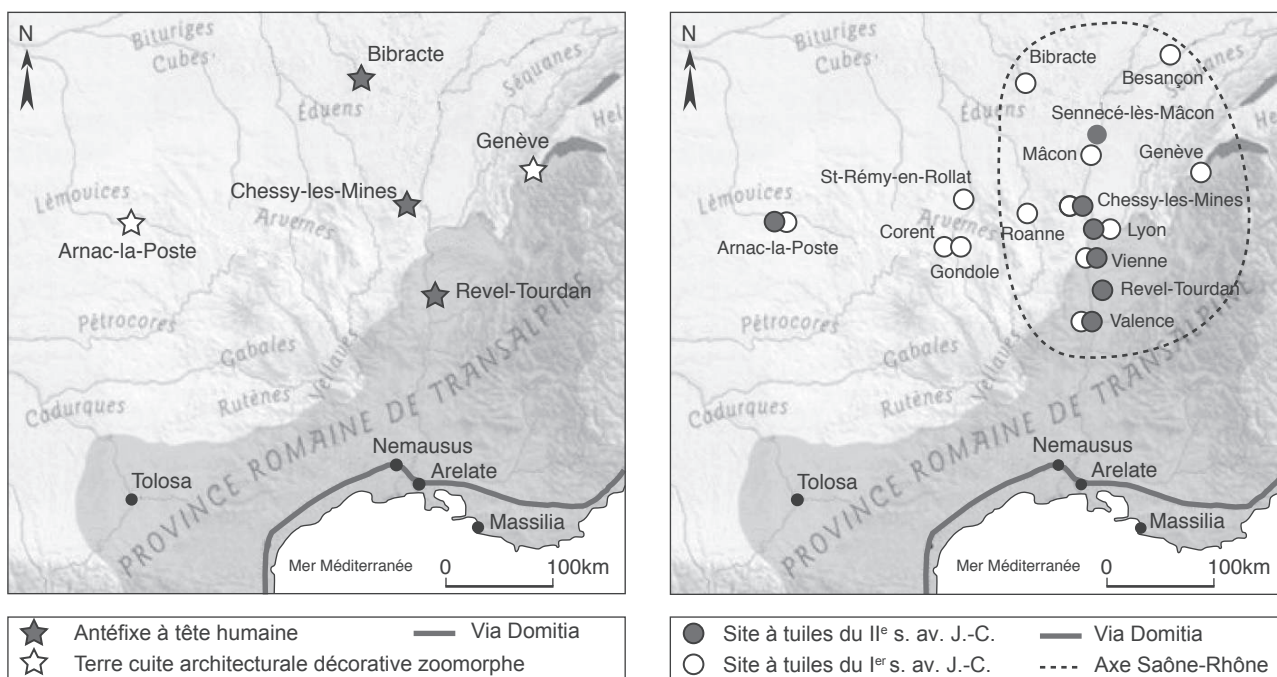 N
Bituriges
Cubes
Bibracte
Séquanes
Éduens
Hel
Genève
Chessy-les-Mines
Lémovices
Arvernes
Arnac-la-Poste
Revel-Tourdan
Pétrocores
Gabales
Vellaves
Rutènes
Cadurques
PROVINCE ROMAINE DE TRANSALPINE
Nemausus
Arelate
Tolosa
Massilia
Mer Méditerranée
0 100km
Antéfixe à tête humaine
Via Domitia
Terre cuite architecturale décorative zoomorphe
N
Bituriges
Cubes
Bibracte
Besançon
Séquanes
Éduens
Sennecé-lès-Mâcon
Hel
Mâcon
Genève
St-Rémy-en-Rollat
Lémovices
Chessy-les-Mines
Arvernes
Roanne
Lyon
Corent
Arnac-la-Poste
Gondole
Vienne
Revel-Tourdan
Pétrocores
Valence
Gabales
Vellaves
Rutènes
Cadurques
PROVINCE ROMAINE DE TRANSALPINE
Nemausus
Arelate
Tolosa
Massilia
Mer Méditerranée
0 100km
Site à tuiles du IIe s. av. J.-C.
Via Domitia
Site à tuiles du Ier s. av. J.-C.
Axe Saône-Rhône